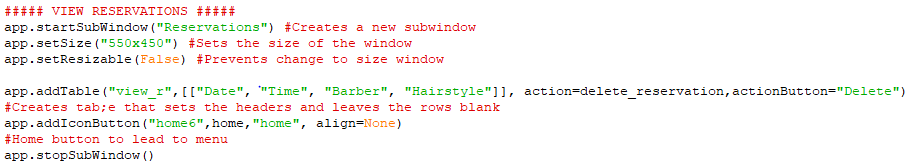 ##### VIEW RESERVATIONS #####
app.startSubWindow("Reservations") #Creates a new subwindow
app.setSize("550x450") #Sets the size of the window
app.setResizable(False) #Prevents change to size window
app.addTable("view_r",[["Date", "Time", "Barber", "Hairstyle"]], action=delete_reservation,actionButton="Delete")
#Creates tab;e that sets the headers and leaves the rows blank
app.addIconButton("home6",home,"home", align=None)
#Home button to lead to menu
app.stopSubWindow()